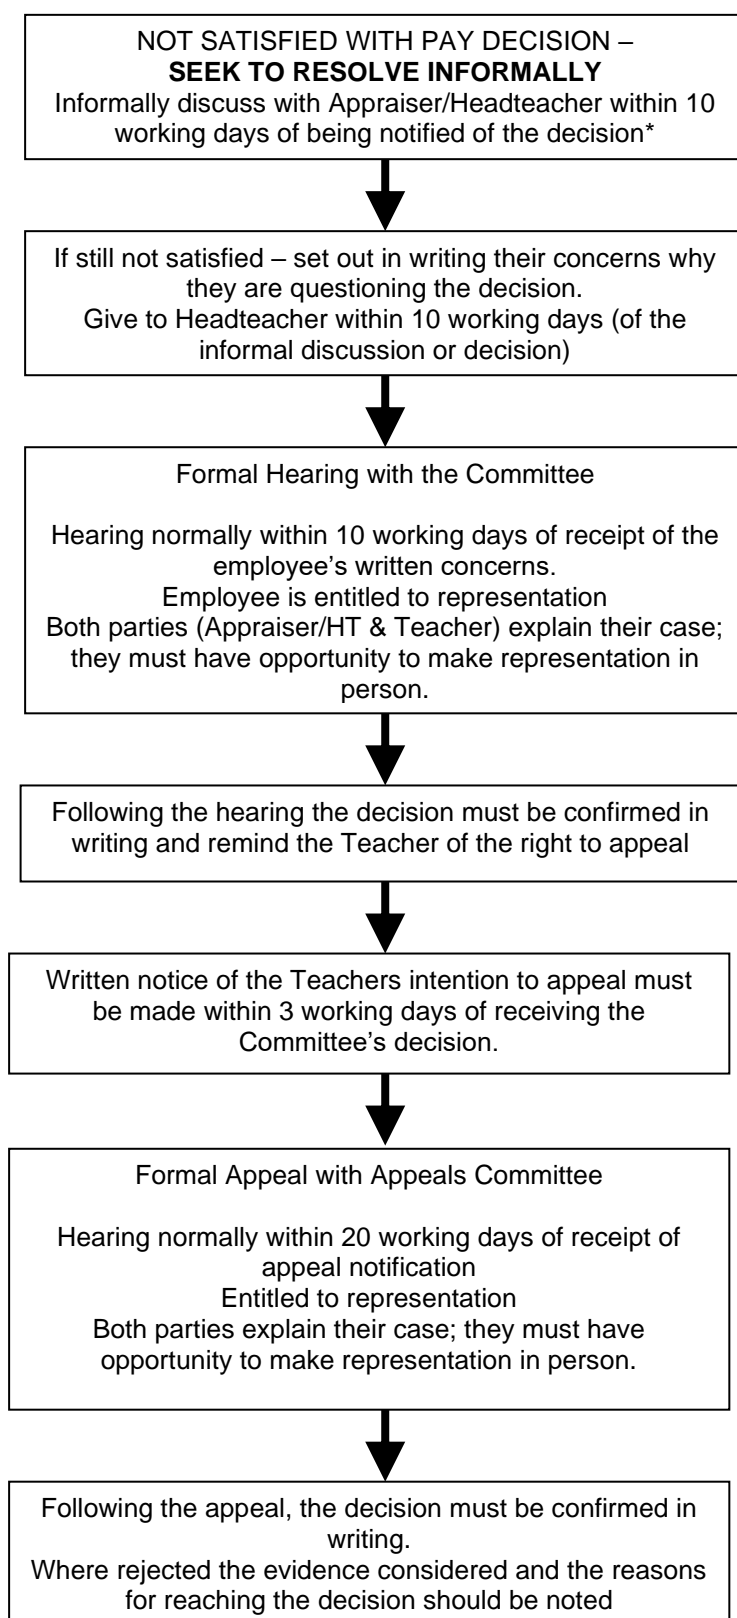 NOT SATISFIED WITH PAY DECISION –
SEEK TO RESOLVE INFORMALLY
Informally discuss with Appraiser/Headteacher within 10
working days of being notified of the decision*
If still not satisfied – set out in writing their concerns why
they are questioning the decision.
Give to Headteacher within 10 working days (of the
informal discussion or decision)
Formal Hearing with the Committee
Hearing normally within 10 working days of receipt of the
employee’s written concerns.
Employee is entitled to representation
Both parties (Appraiser/HT & Teacher) explain their case;
they must have opportunity to make representation in
person.
Following the hearing the decision must be confirmed in
writing and remind the Teacher of the right to appeal
Written notice of the Teachers intention to appeal must
be made within 3 working days of receiving the
Committee’s decision.
Formal Appeal with Appeals Committee
Hearing normally within 20 working days of receipt of
appeal notification
Entitled to representation
Both parties explain their case; they must have
opportunity to make representation in person.
Following the appeal, the decision must be confirmed in
writing.
Where rejected the evidence considered and the reasons
for reaching the decision should be noted